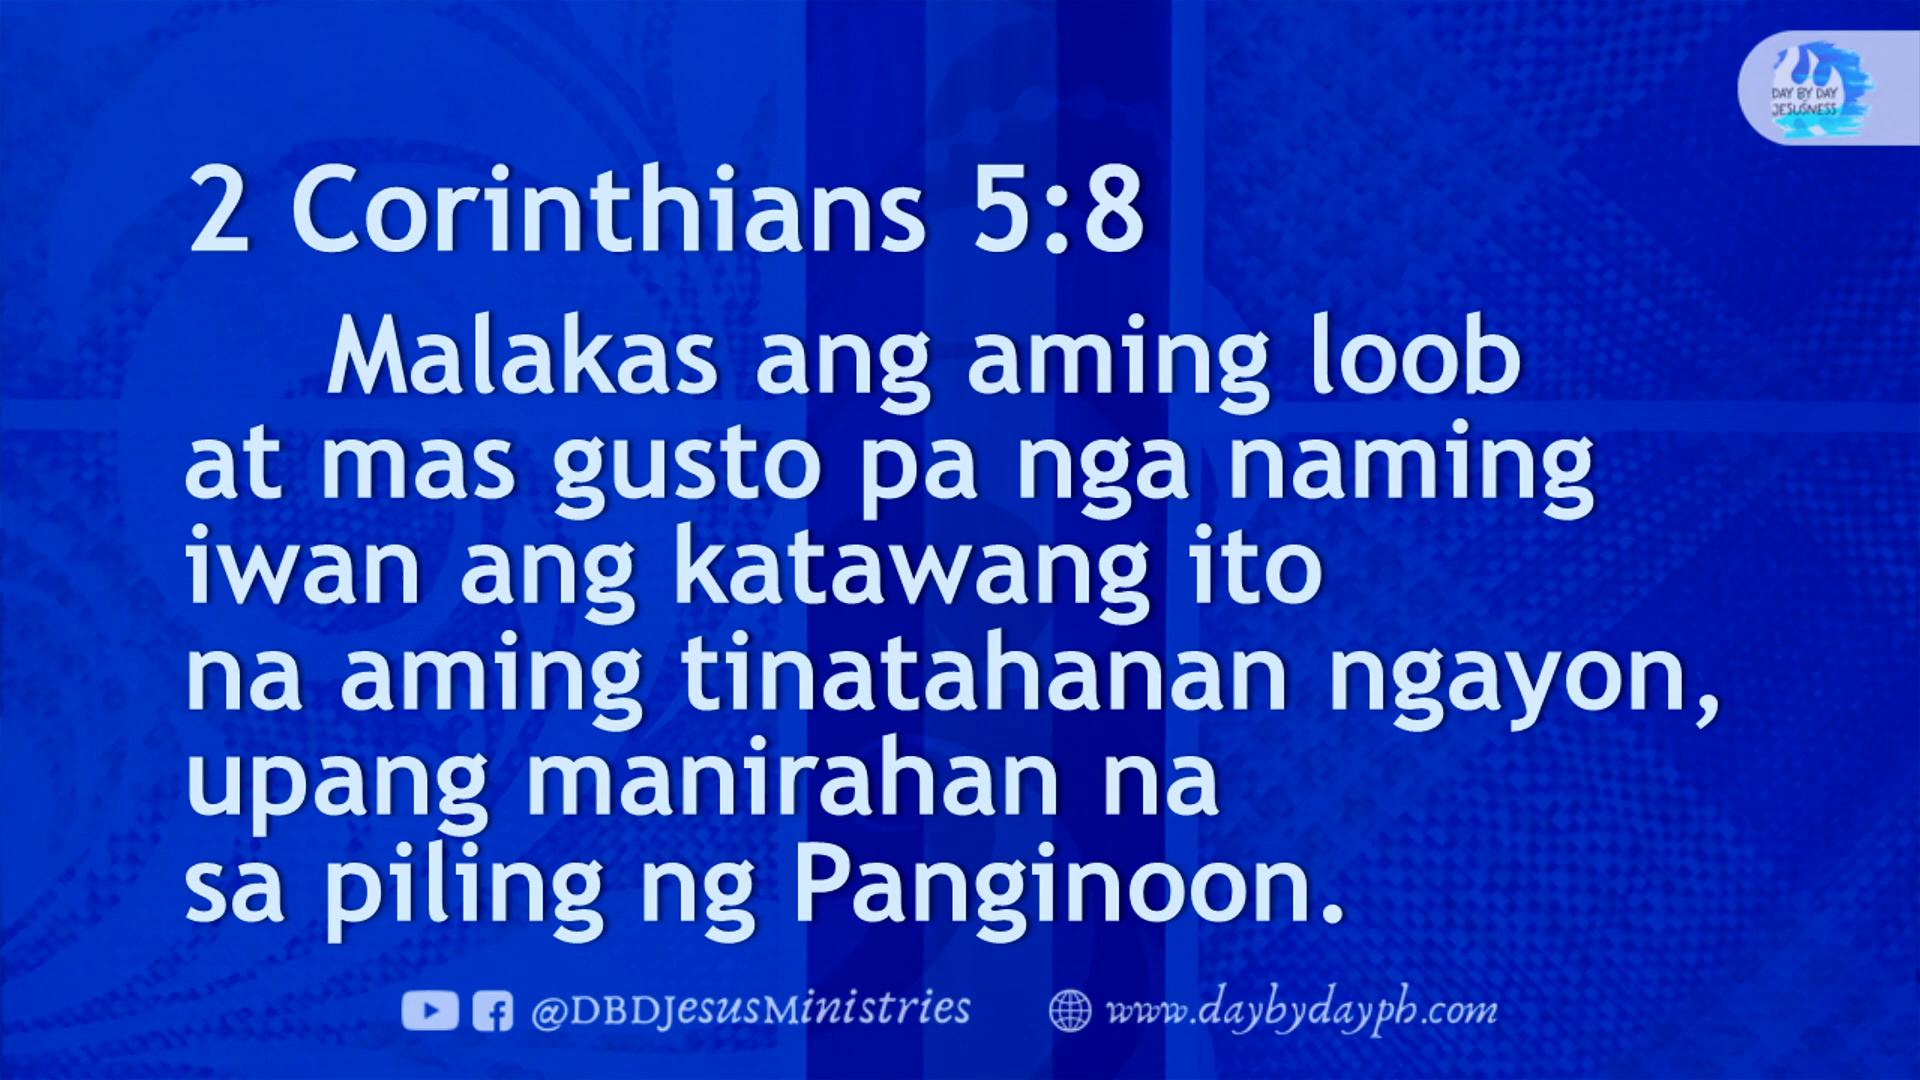 DAY BY DAY
JESUSNESS
2 Corinthians 5:8
Malakas ang aming loob
at mas gusto pa nga naming
iwan ang katawang ito
na aming tinatahanan ngayon,
upang manirahan na
sa piling ng Panginoon.
@DBDJesusMinistries www.daybydayph.com